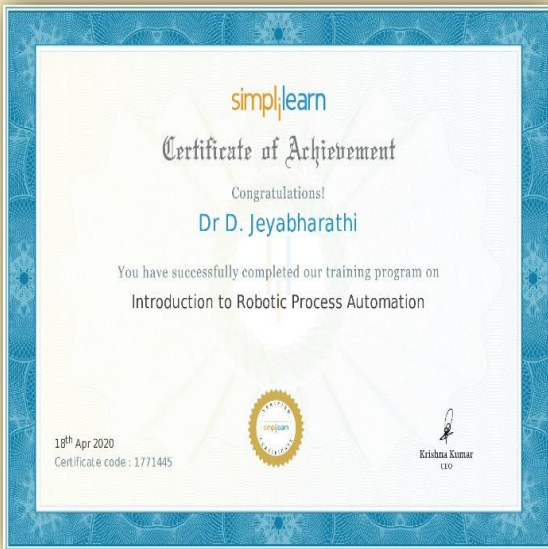 simplilearn
Certificate of Achievement
Congratulations!
Dr D. Jeyabharathi
You have successfully completed our training program on
Introduction to Robotic Process Automation
simplilearn
18th Apr 2020
Certificate code : 1771445
Krishna Kumar
CEO